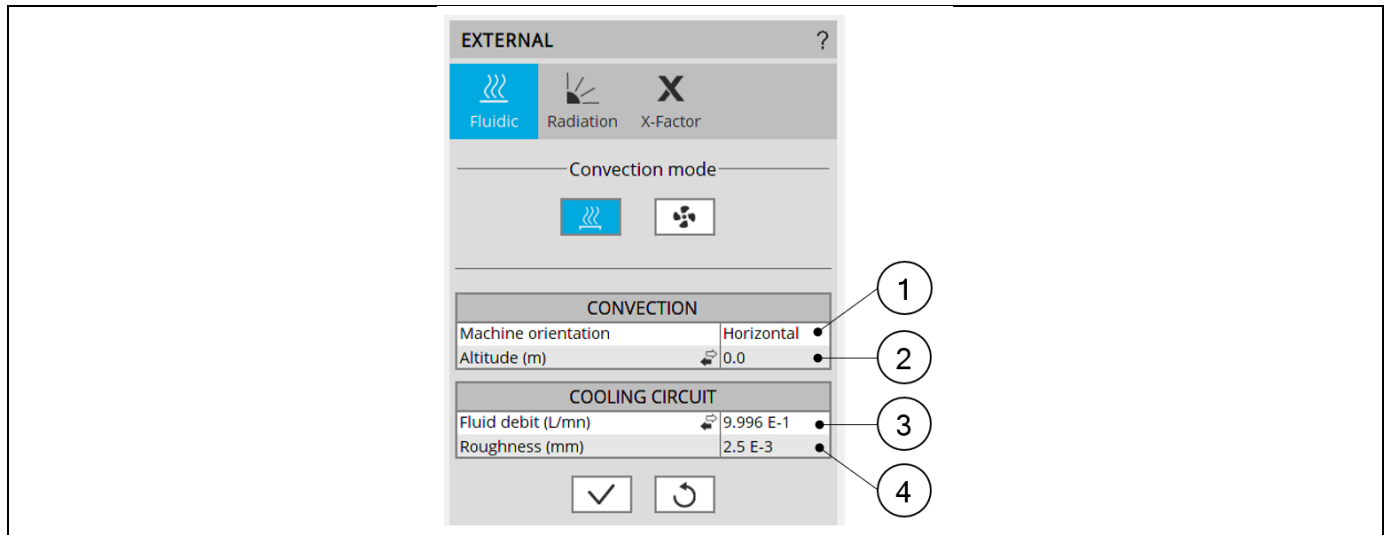 EXTERNAL ?
Fluidic Radiation X-Factor
Convection mode
CONVECTION
Machine orientation Horizontal
Altitude (m) 0.0
COOLING CIRCUIT
Fluid debit (L/mn) 9.996 E-1
Roughness (mm) 2.5 E-3
1
2
3
4